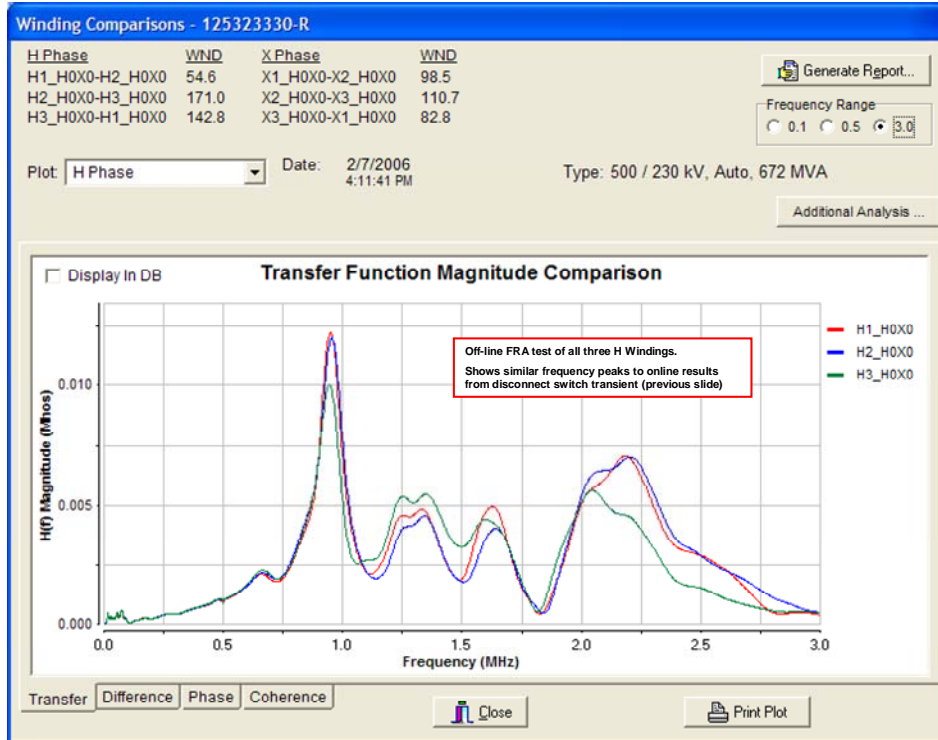 Winding Comparisons - 125323330-R
H Phase WND X Phase WND
H1_H0X0-H2_H0X0 54.6 X1_H0X0-X2_H0X0 98.5
H2_H0X0-H3_H0X0 171.0 X2_H0X0-X3_H0X0 110.7
H3_H0X0-H1_H0X0 142.8 X3_H0X0-X1_H0X0 82.8
Generate Report...
Frequency Range
0.1 0.5 3.0
Plot: H Phase Date: 2/7/2006
4:11:41 PM
Type: 500 / 230 kV, Auto, 672 MVA
Additional Analysis ...
Display In DB
Transfer Function Magnitude Comparison
Off-line FRA test of all three H Windings.
Shows similar frequency peaks to online results
from disconnect switch transient (previous slide)
H1_H0X0
H2_H0X0
H3_H0X0
H(f) Magnitude (Mhos)
0.010
0.005
0.000
0.0 0.5 1.0 1.5 2.0 2.5 3.0
Frequency (MHz)
Transfer Difference Phase Coherence
Close
Print Plot